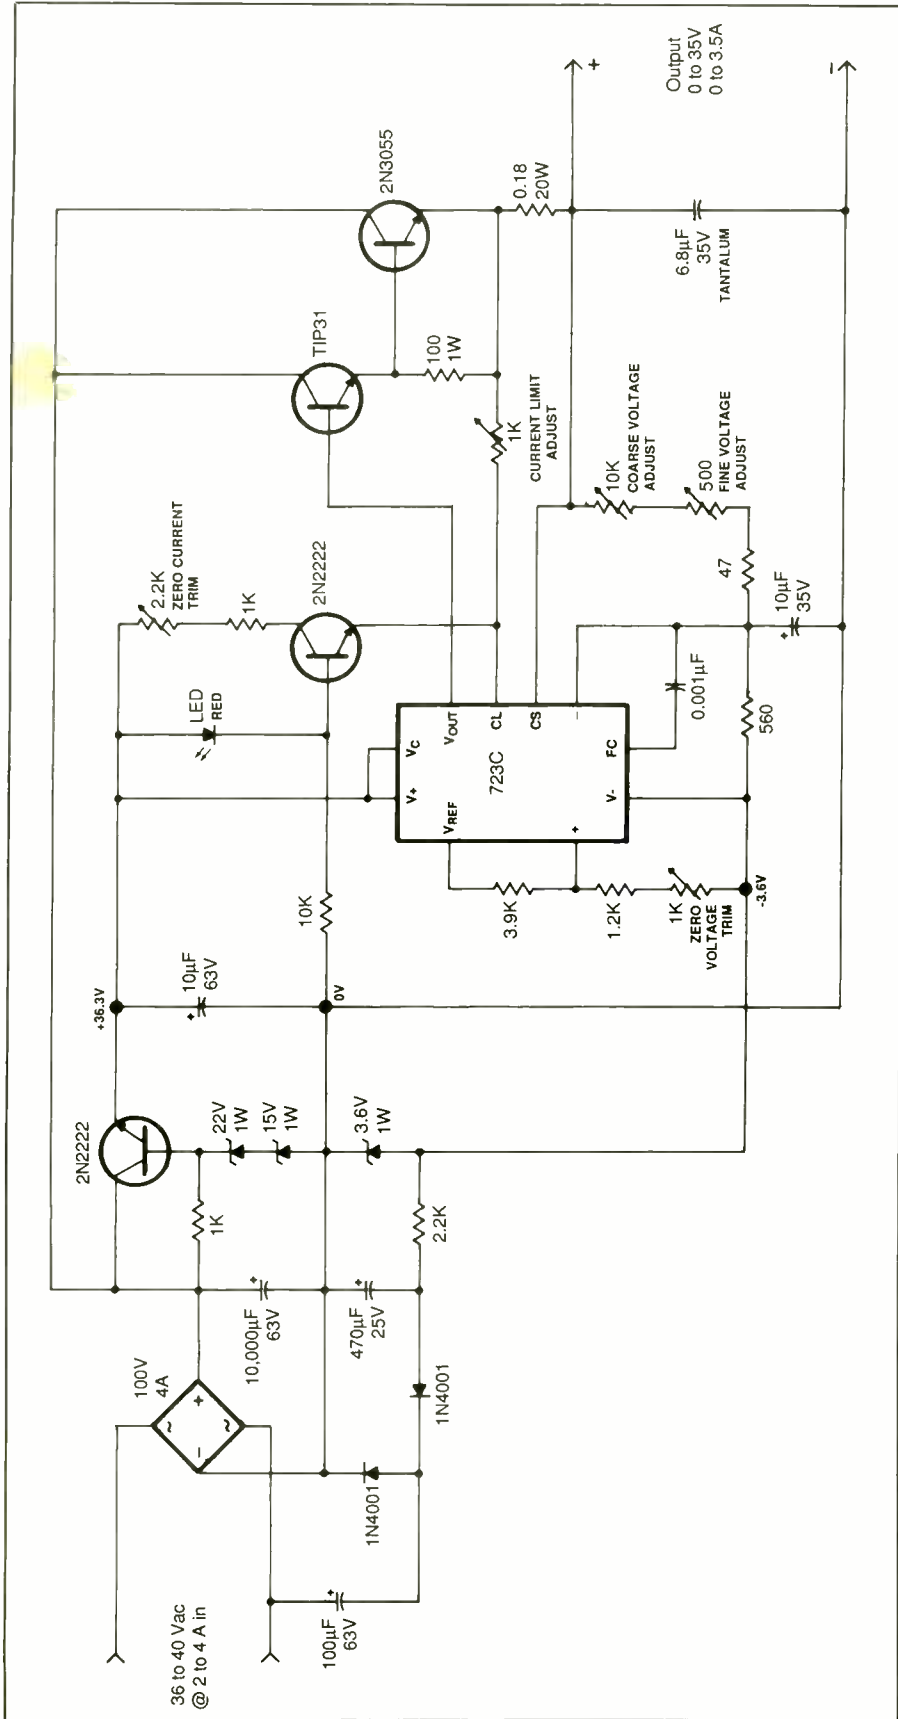 36 to 40 Vac
@ 2 to 4 A in
100µF
63V
+
100V
4A
~
+
-
~
1N4001
1N4001
10,000µF
63V
+
470µF
25V
+
1K
2.2K
2N2222
22V
1W
15V
1W
3.6V
1W
+36.3V
10µF
63V
+
0V
10K
LED
RED
2.2K
ZERO CURRENT
TRIM
1K
2N2222
3.9K
1.2K
1K
ZERO
VOLTAGE
TRIM
-3.6V
723C
V+
VC
VREF
+
VOUT
CL
CS
-
V-
FC
0.001µF
560
10µF
35V
+
47
TIP31
100
1W
1K
CURRENT LIMIT
ADJUST
10K
COARSE VOLTAGE
ADJUST
500
FINE VOLTAGE
ADJUST
2N3055
0.18
20W
6.8µF
35V
TANTALUM
+
Output
0 to 35V
0 to 3.5A
-